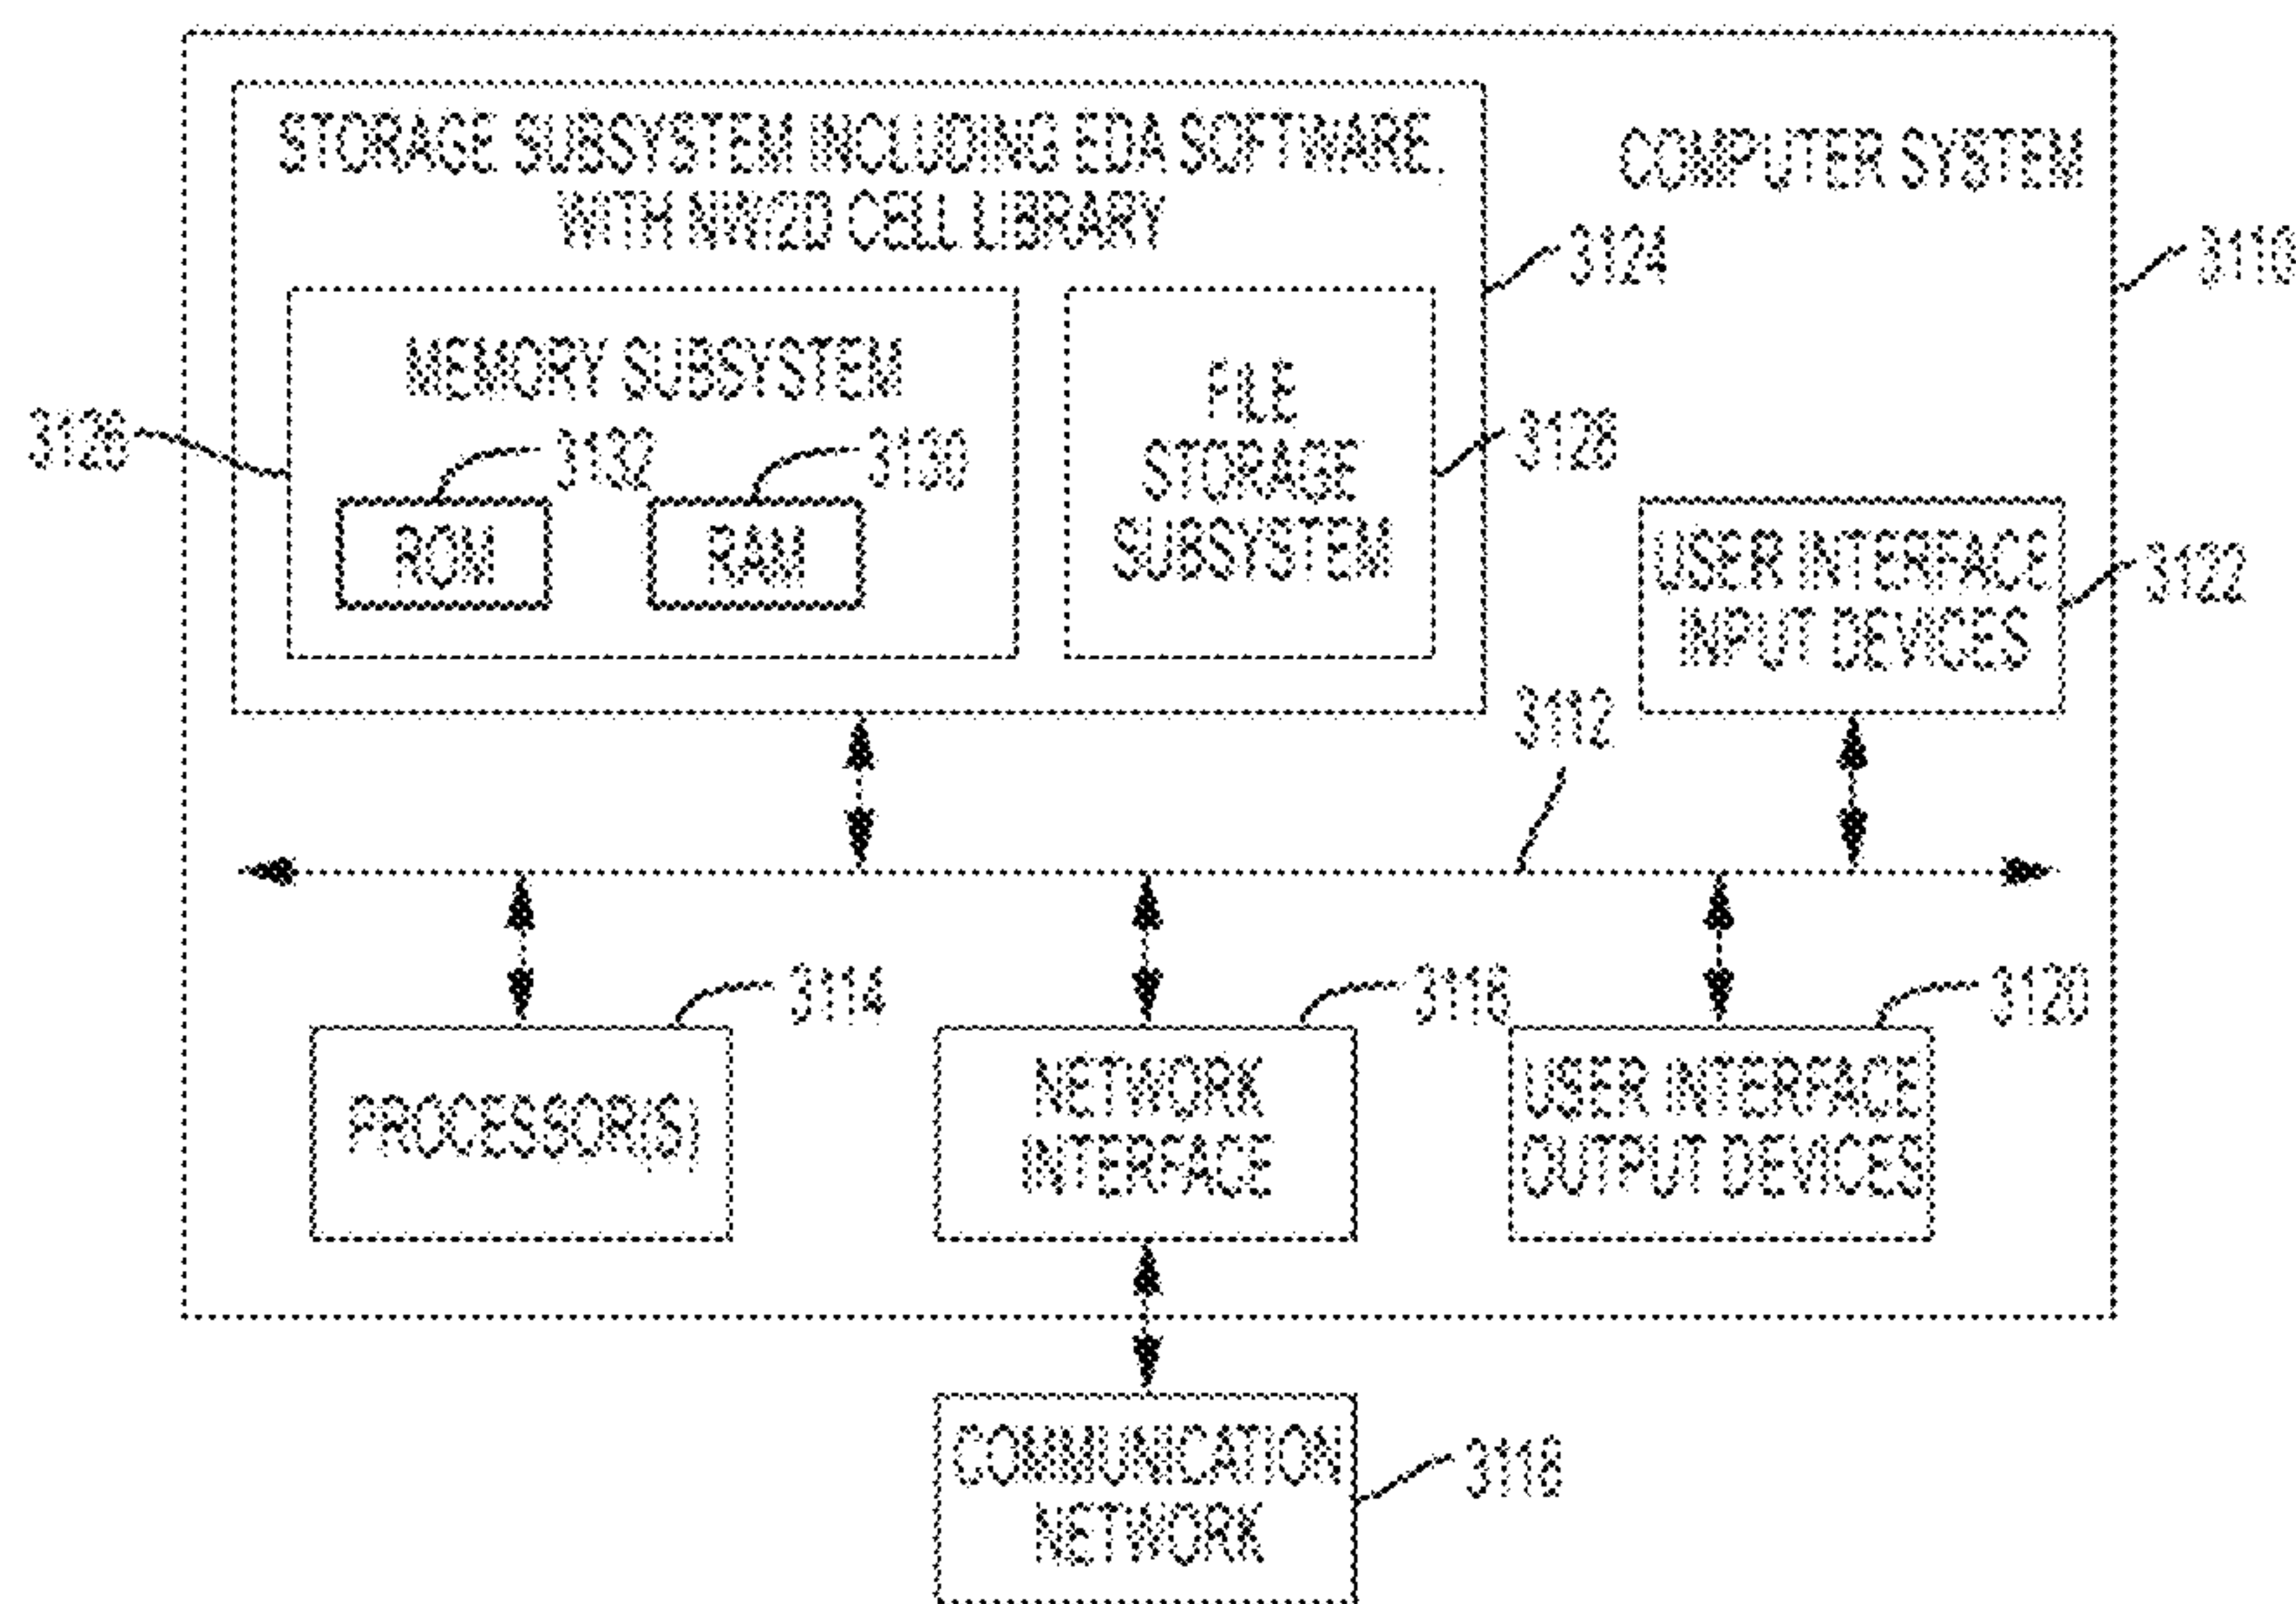 STORAGE SUBSYSTEM INCLUDING EDA SOFTWARE,
WITH NW/2D CELL LIBRARY
COMPUTER SYSTEM
3124
3110
MEMORY SUBSYSTEM
FILE
STORAGE
SUBSYSTEM
3126
3132
3130
3128
ROM
RAM
USER INTERFACE
INPUT DEVICES
3122
3112
3114
3116
3120
PROCESSOR(S)
NETWORK
INTERFACE
USER INTERFACE
OUTPUT DEVICES
COMMUNICATION
NETWORK
3118